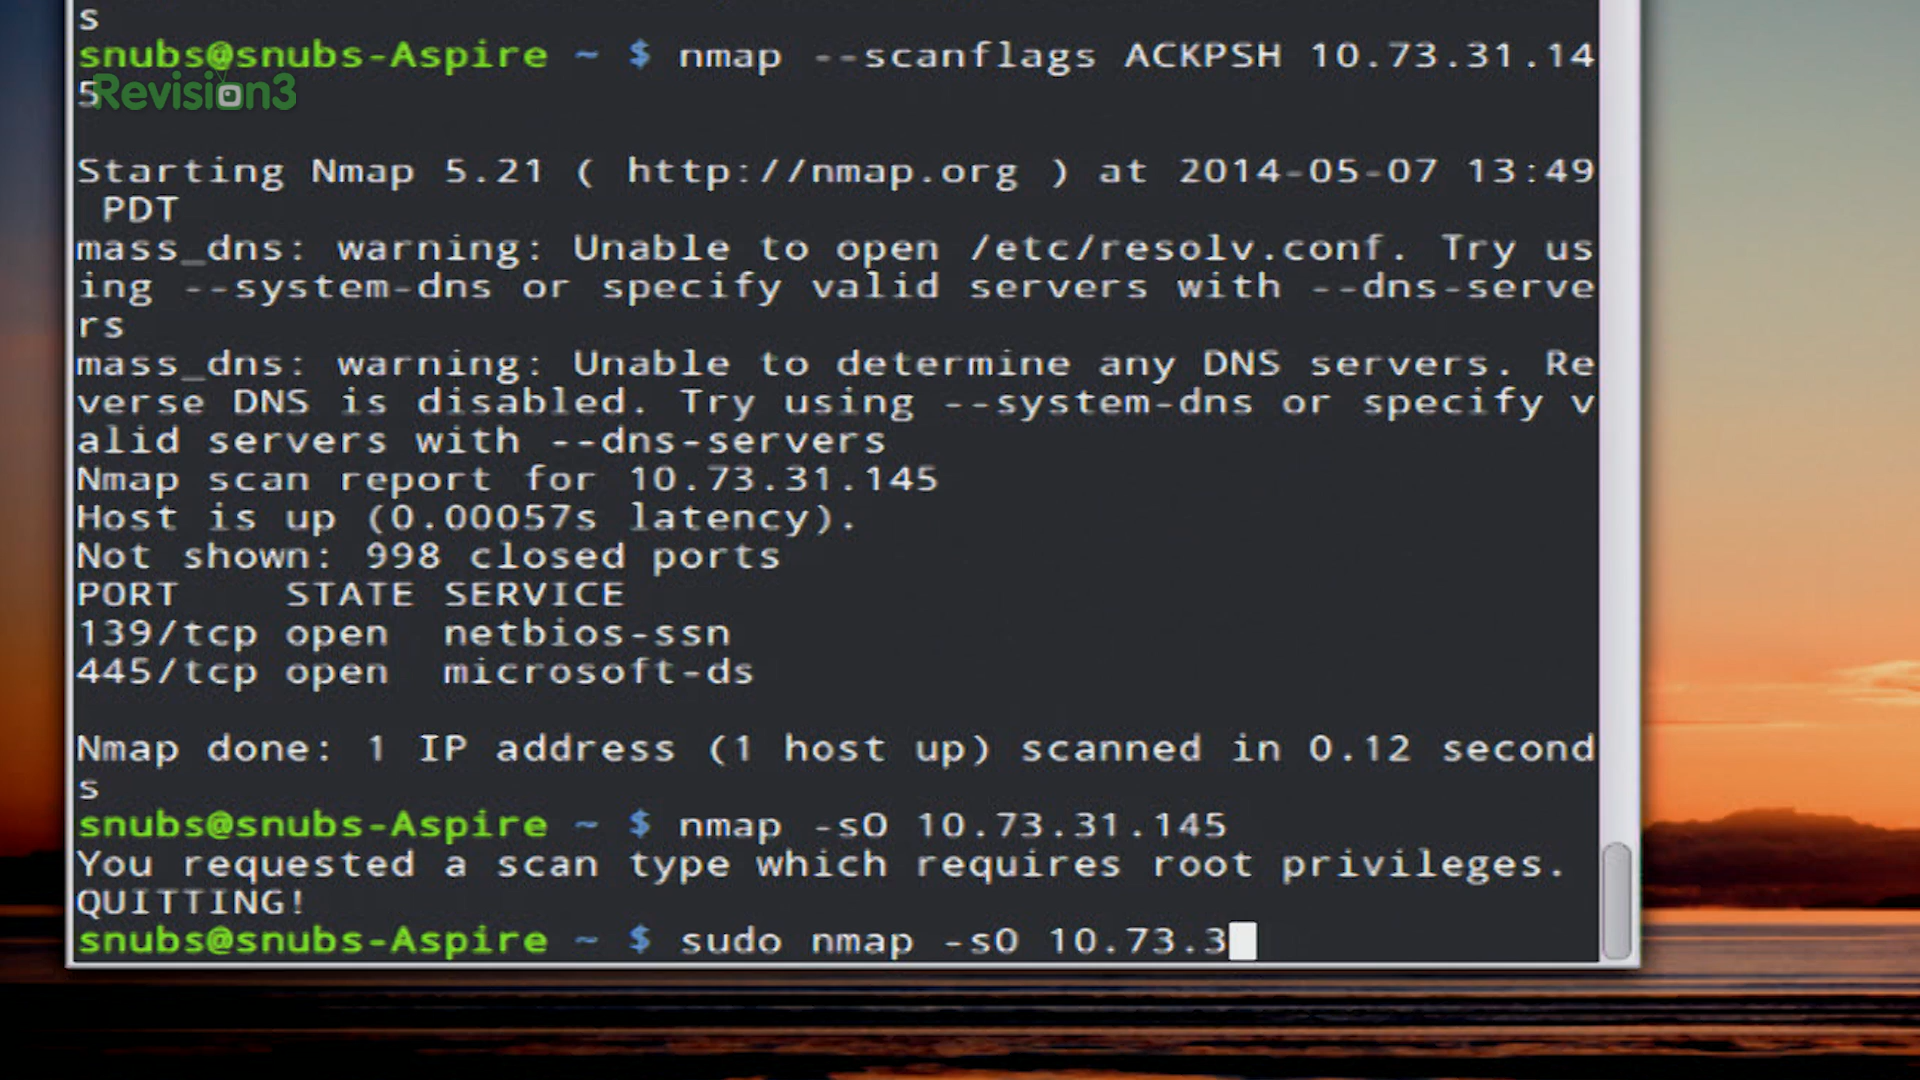 s
snubs@snubs-Aspire ~ $ nmap --scanflags ACKPSH 10.73.31.14
5
Revision3
Starting Nmap 5.21 ( http://nmap.org ) at 2014-05-07 13:49
 PDT
mass_dns: warning: Unable to open /etc/resolv.conf. Try us
ing --system-dns or specify valid servers with --dns-serve
rs
mass_dns: warning: Unable to determine any DNS servers. Re
verse DNS is disabled. Try using --system-dns or specify v
alid servers with --dns-servers
Nmap scan report for 10.73.31.145
Host is up (0.00057s latency).
Not shown: 998 closed ports
PORT    STATE SERVICE
139/tcp open  netbios-ssn
445/tcp open  microsoft-ds
Nmap done: 1 IP address (1 host up) scanned in 0.12 second
s
snubs@snubs-Aspire ~ $ nmap -sO 10.73.31.145
You requested a scan type which requires root privileges.
QUITTING!
snubs@snubs-Aspire ~ $ sudo nmap -sO 10.73.3